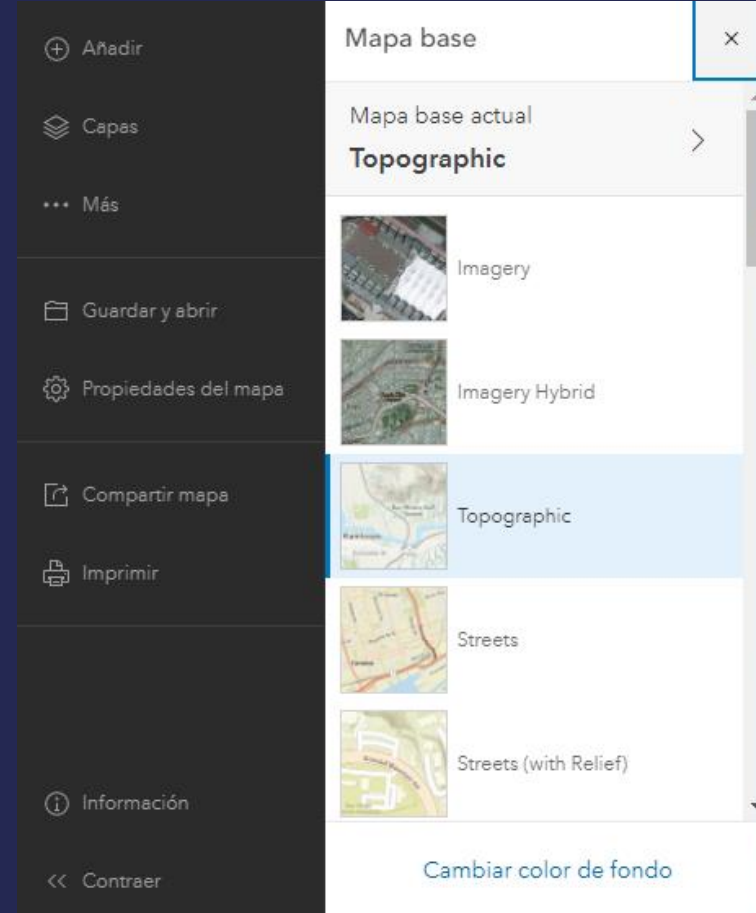 Añadir
Capas
Más
Guardar y abrir
Propiedades del mapa
Compartir mapa
Imprimir
Información
Contraer
Mapa base
Mapa base actual
Topographic
Imagery
Imagery Hybrid
Topographic
Streets
Streets (with Relief)
Cambiar color de fondo